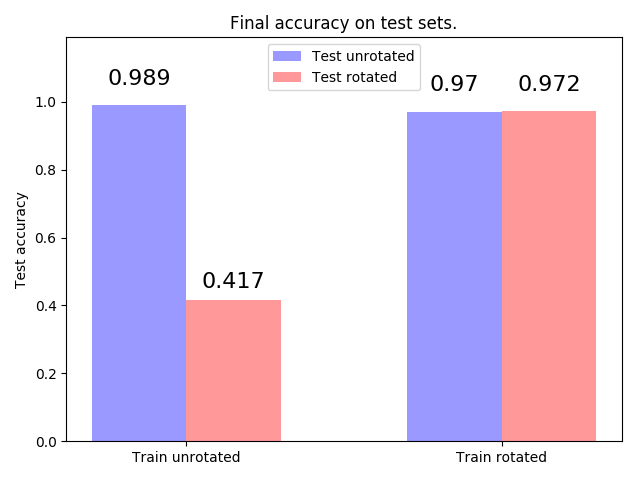 Final accuracy on test sets.
Test unrotated
Test rotated
0.989
0.417
0.97
0.972
1.0
0.8
0.6
0.4
0.2
0.0
Test accuracy
Train unrotated
Train rotated